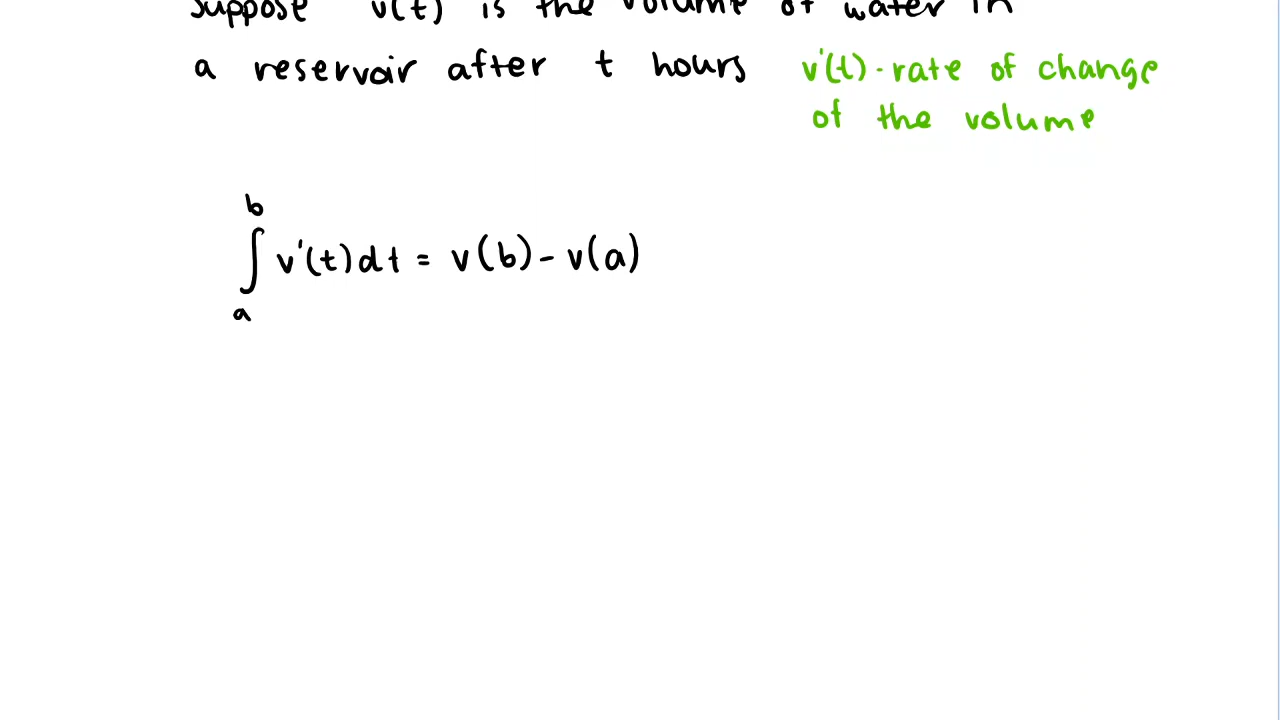 suppose v(t) is the volume of water in
a reservoir after t hours v'(t) - rate of change
of the volume
b
∫ v'(t)dt = v(b) - v(a)
a